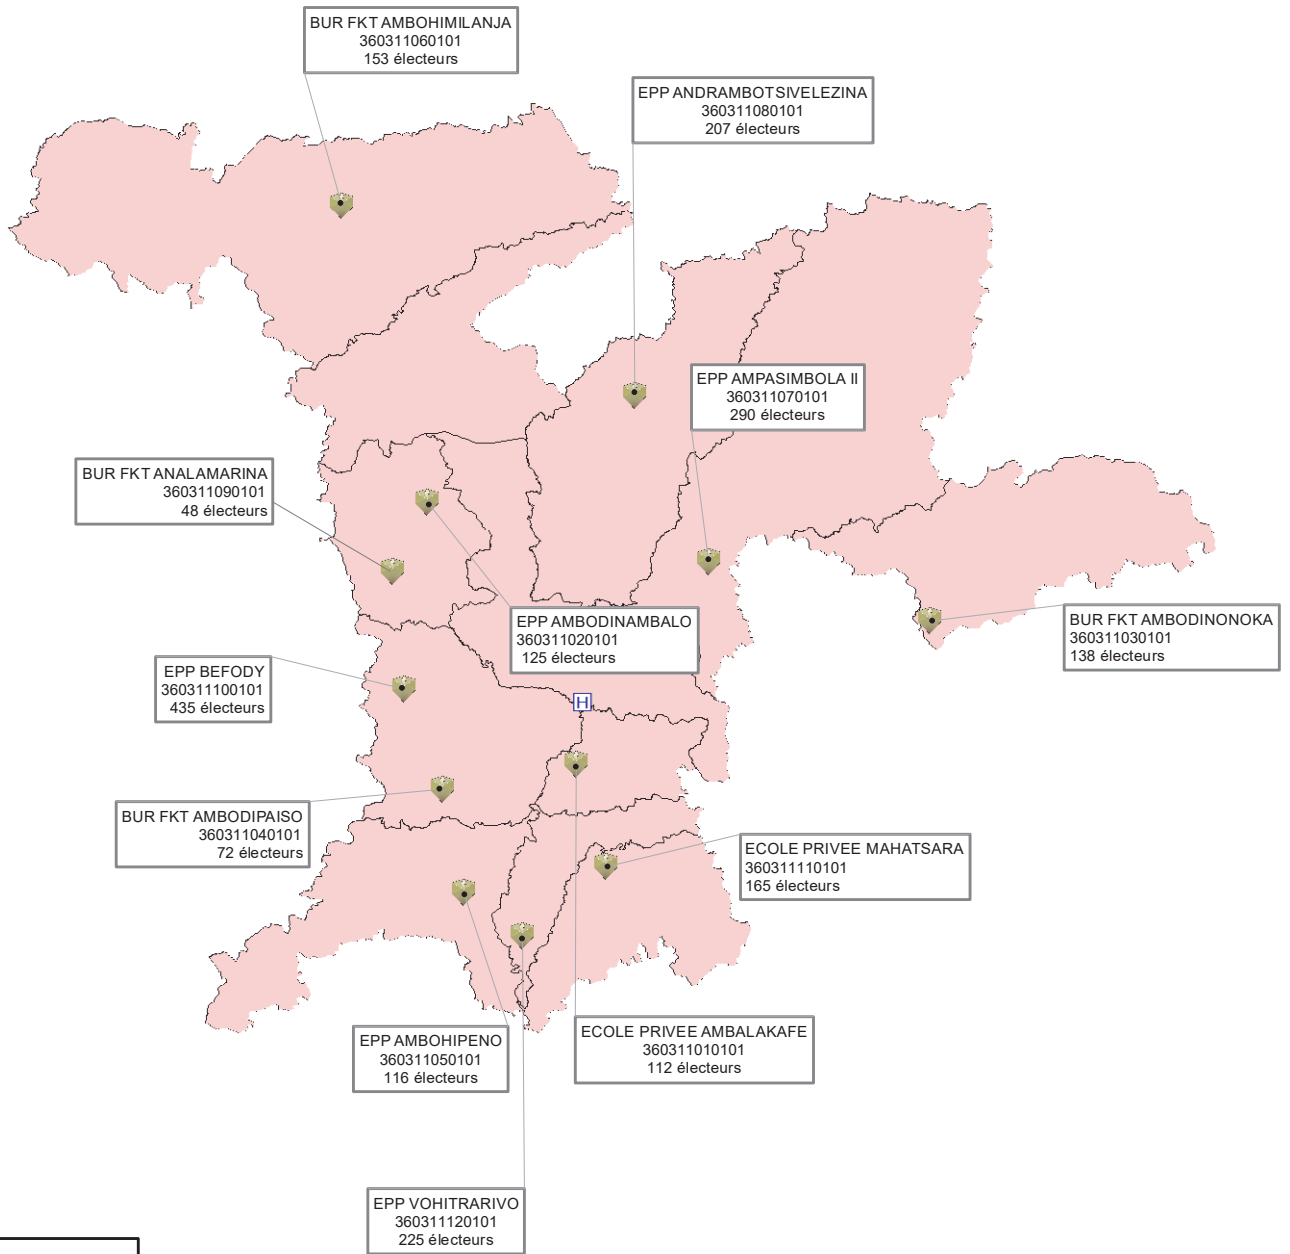 BUR FKT AMBOHIMILANJA
360311060101
153 électeurs
EPP ANDRAMBOTSIVELEZINA
360311080101
207 électeurs
EPP AMPASIMBOLA II
360311070101
290 électeurs
BUR FKT ANALAMARINA
360311090101
48 électeurs
EPP AMBODINAMBALO
360311020101
125 électeurs
BUR FKT AMBODINONOKA
360311030101
138 électeurs
EPP BEFODY
360311100101
435 électeurs
H
BUR FKT AMBODIPAISO
360311040101
72 électeurs
ECOLE PRIVEE MAHATSARA
360311110101
165 électeurs
EPP AMBOHIPENO
360311050101
116 électeurs
ECOLE PRIVEE AMBALAKAFE
360311010101
112 électeurs
EPP VOHITRARIVO
360311120101
225 électeurs